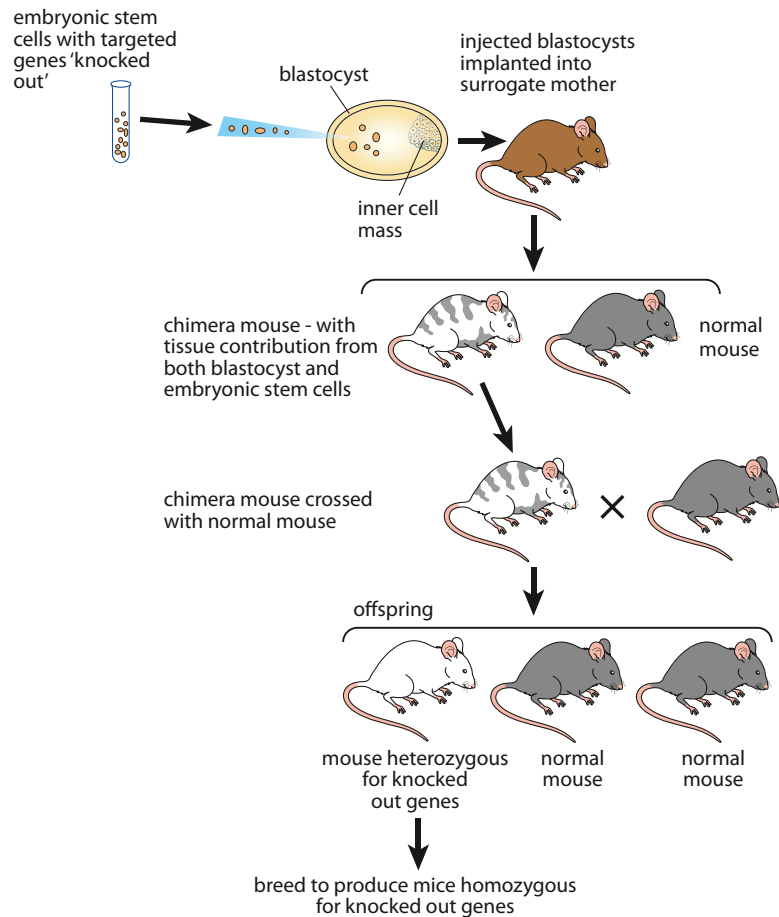 embryonic stem
cells with targeted
genes ‘knocked
out’
blastocyst
injected blastocysts
implanted into
surrogate mother
inner cell
mass
chimera mouse - with
tissue contribution from
both blastocyst and
embryonic stem cells
normal
mouse
chimera mouse crossed
with normal mouse
×
offspring
mouse heterozygous
for knocked
out genes
normal
mouse
normal
mouse
breed to produce mice homozygous
for knocked out genes